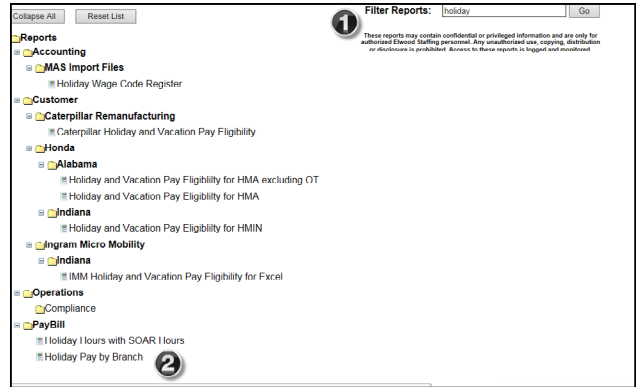 Collapse All Reset List Filter Reports: holiday Go
1
These reports may contain confidential or privileged information and are only for
authorized Elwood Staffing personnel. Any unauthorized use, copying, distribution
or disclosure is prohibited. Access to these reports is logged and monitored
Reports
Accounting
MAS Import Files
Holiday Wage Code Register
Customer
Caterpillar Remanufacturing
Caterpillar Holiday and Vacation Pay Eligibility
Honda
Alabama
Holiday and Vacation Pay Eligiblilty for HMA excluding OT
Holiday and Vacation Pay Eligiblilty for HMA
Indiana
Holiday and Vacation Pay Eligiblilty for HMIN
Ingram Micro Mobility
Indiana
IMM Holiday and Vacation Pay Eligibility for Excel
Operations
Compliance
PayBill
Holiday Hours with SOAR Hours
Holiday Pay by Branch 2